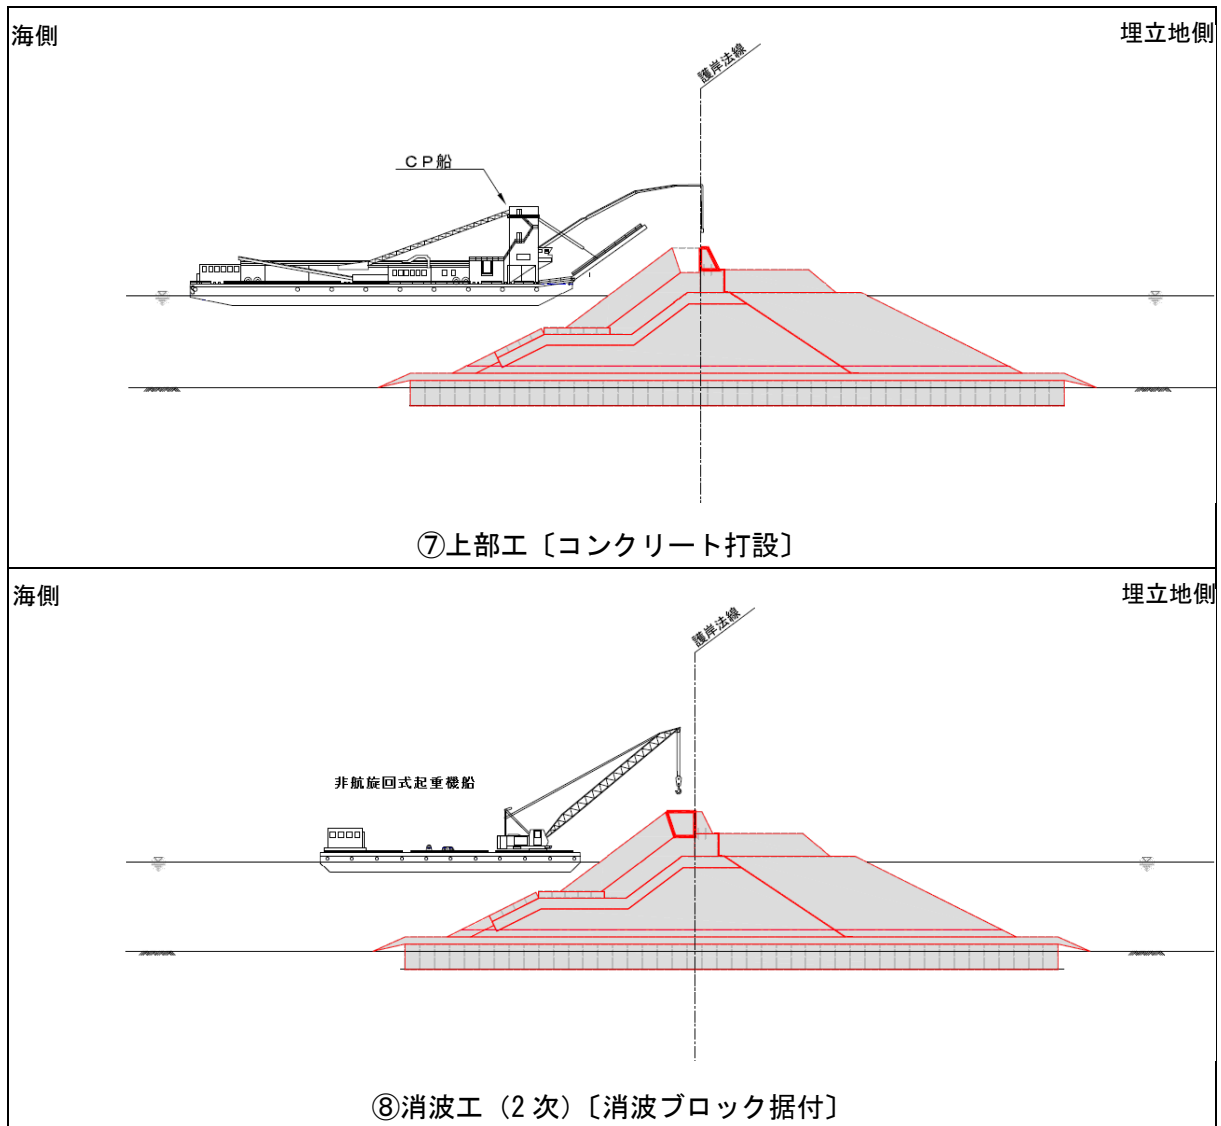 海側
埋立地側
護岸法線
CP船
⑦上部工〔コンクリート打設〕
海側
埋立地側
護岸法線
非航旋回式起重機船
⑧消波工（2次）〔消波ブロック据付〕